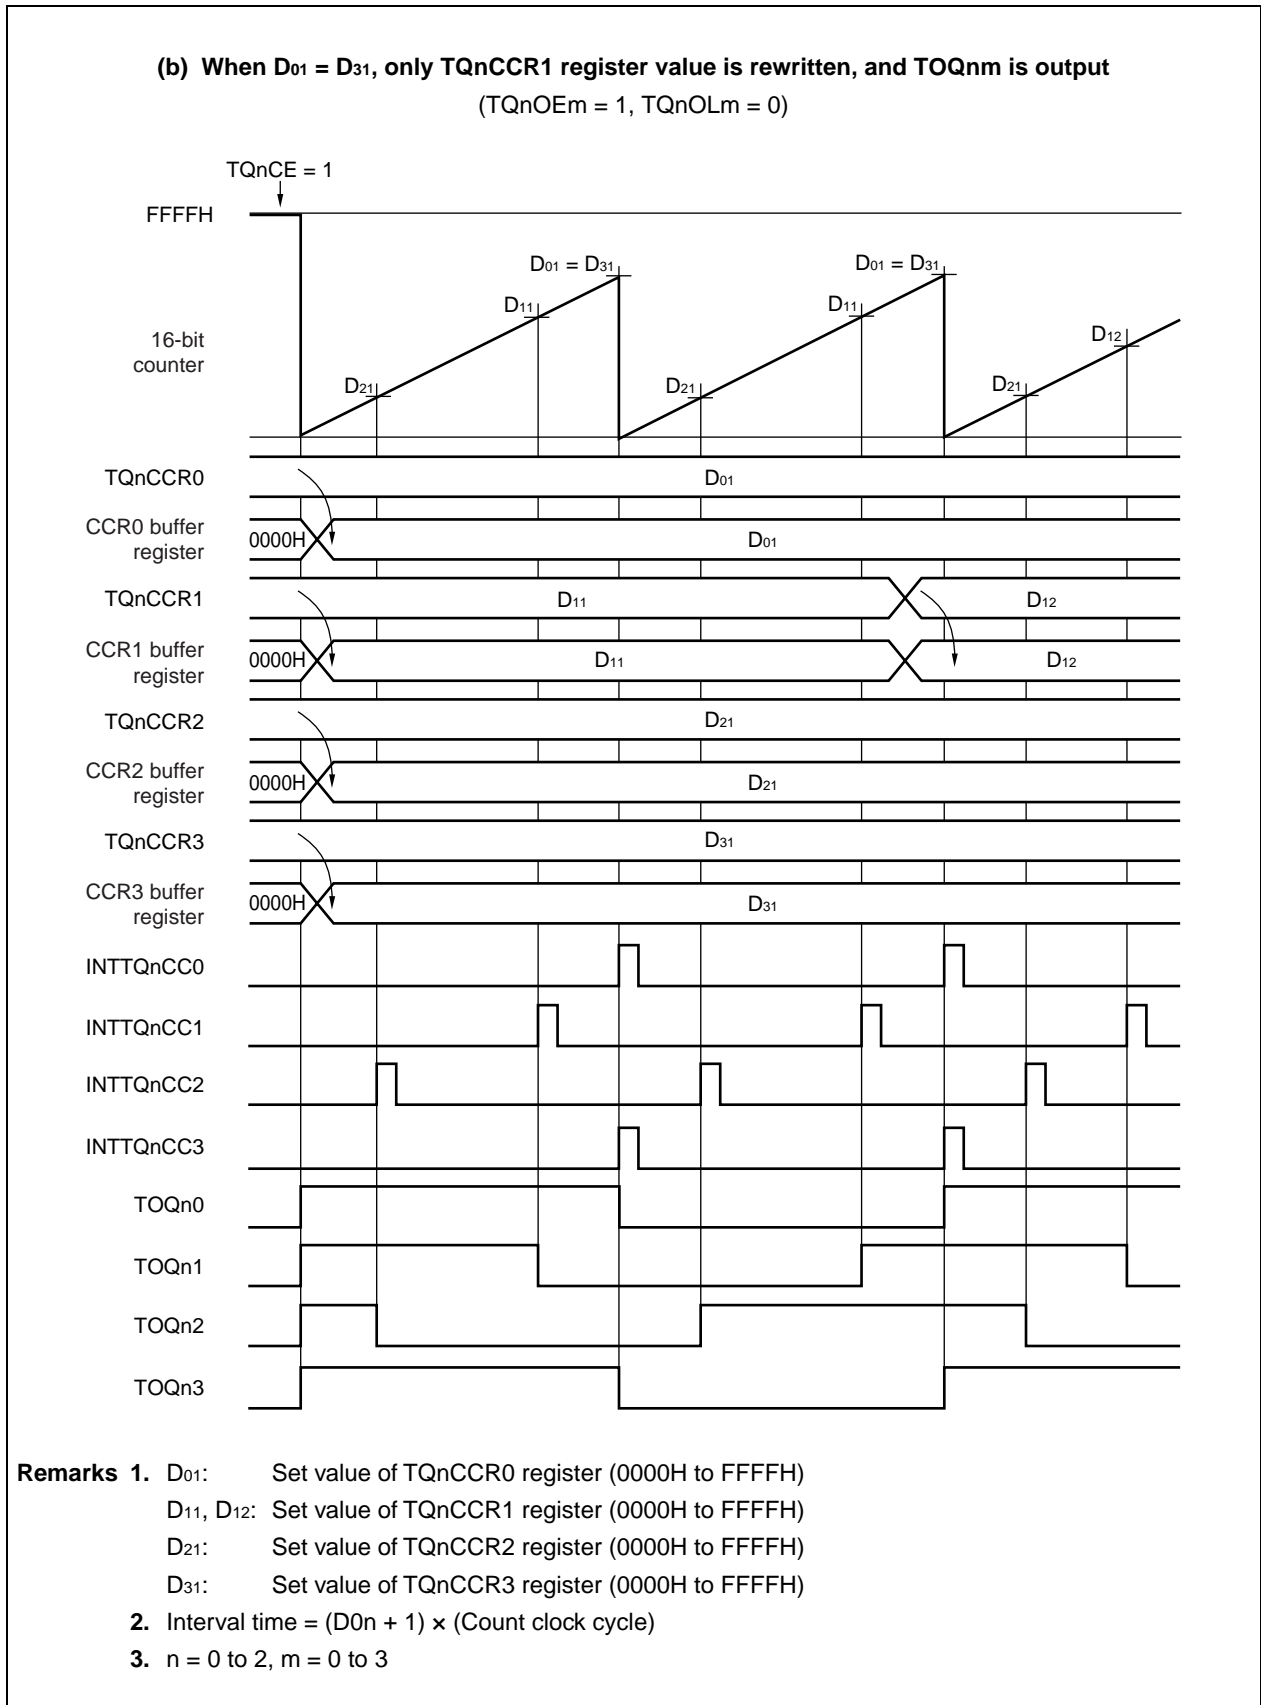 (b) When D01 = D31, only TQnCCR1 register value is rewritten, and TOQnm is output
(TQnOEm = 1, TQnOLm = 0)
TQnCE = 1
FFFFH
D01 = D31
D01 = D31
D11
D11
16-bit
counter
D12
D21
D21
D21
TQnCCR0
D01
CCR0 buffer
register
0000H
D01
TQnCCR1
D11
D12
CCR1 buffer
register
0000H
D11
D12
TQnCCR2
D21
CCR2 buffer
register
0000H
D21
TQnCCR3
D31
CCR3 buffer
register
0000H
D31
INTTQnCC0
INTTQnCC1
INTTQnCC2
INTTQnCC3
TOQn0
TOQn1
TOQn2
TOQn3
Remarks 1. D01: Set value of TQnCCR0 register (0000H to FFFFH)
D11, D12: Set value of TQnCCR1 register (0000H to FFFFH)
D21: Set value of TQnCCR2 register (0000H to FFFFH)
D31: Set value of TQnCCR3 register (0000H to FFFFH)
2. Interval time = (D0n + 1) × (Count clock cycle)
3. n = 0 to 2, m = 0 to 3